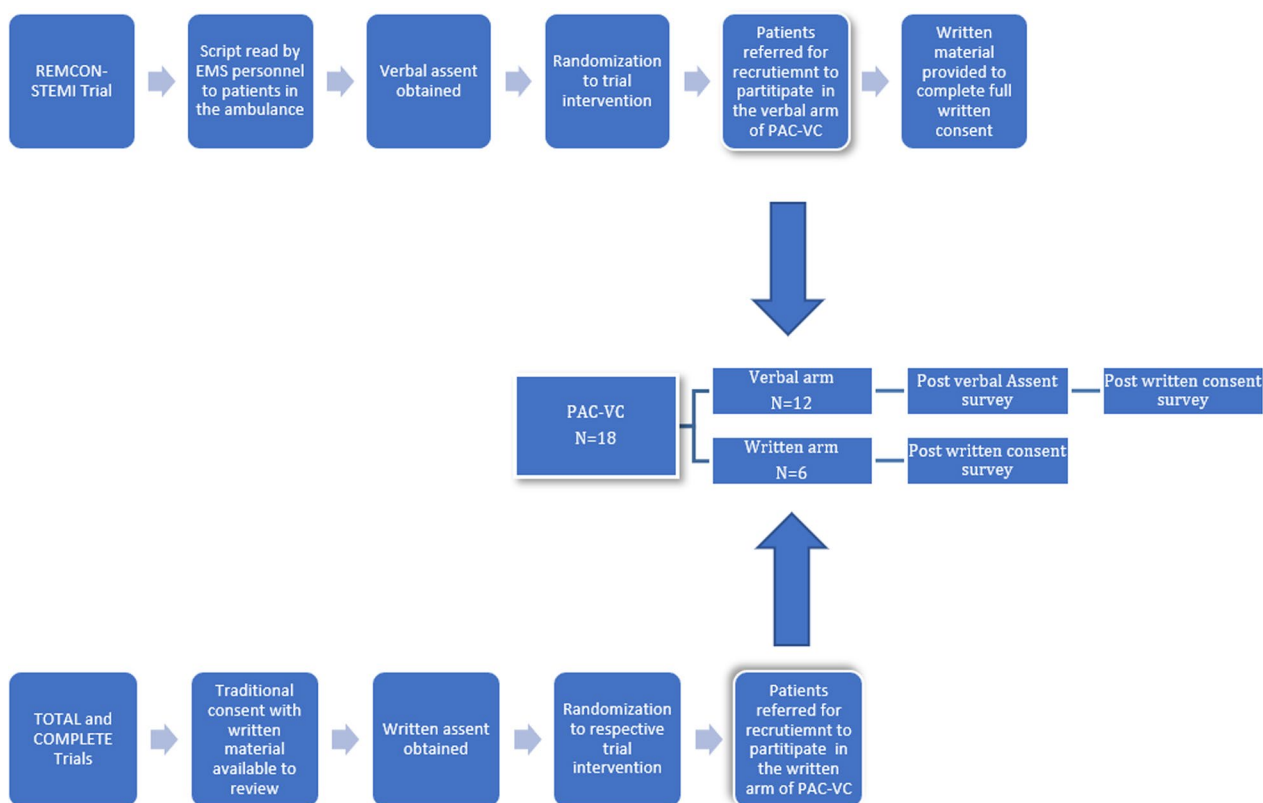 REMCON-
STEMI Trial
Script read by
EMS personnel
to patients in
the ambulance
Verbal assent
obtained
Randomization
to trial
intervention
Patients
referred for
recrutiemnt to
partitipate in
the verbal arm
of PAC-VC
Written
material
provided to
complete full
written
consent
PAC-VC
N=18
Verbal arm
N=12
Post verbal Assent
survey
Post written consent
survey
Written arm
N=6
Post written consent
survey
TOTAL and
COMPLETE
Trials
Traditional
consent with
written
material
available to
review
Written assent
obtained
Randomization
to respective
trial
intervention
Patients
referred for
recrutiemnt to
partitipate in
the written
arm of PAC-VC